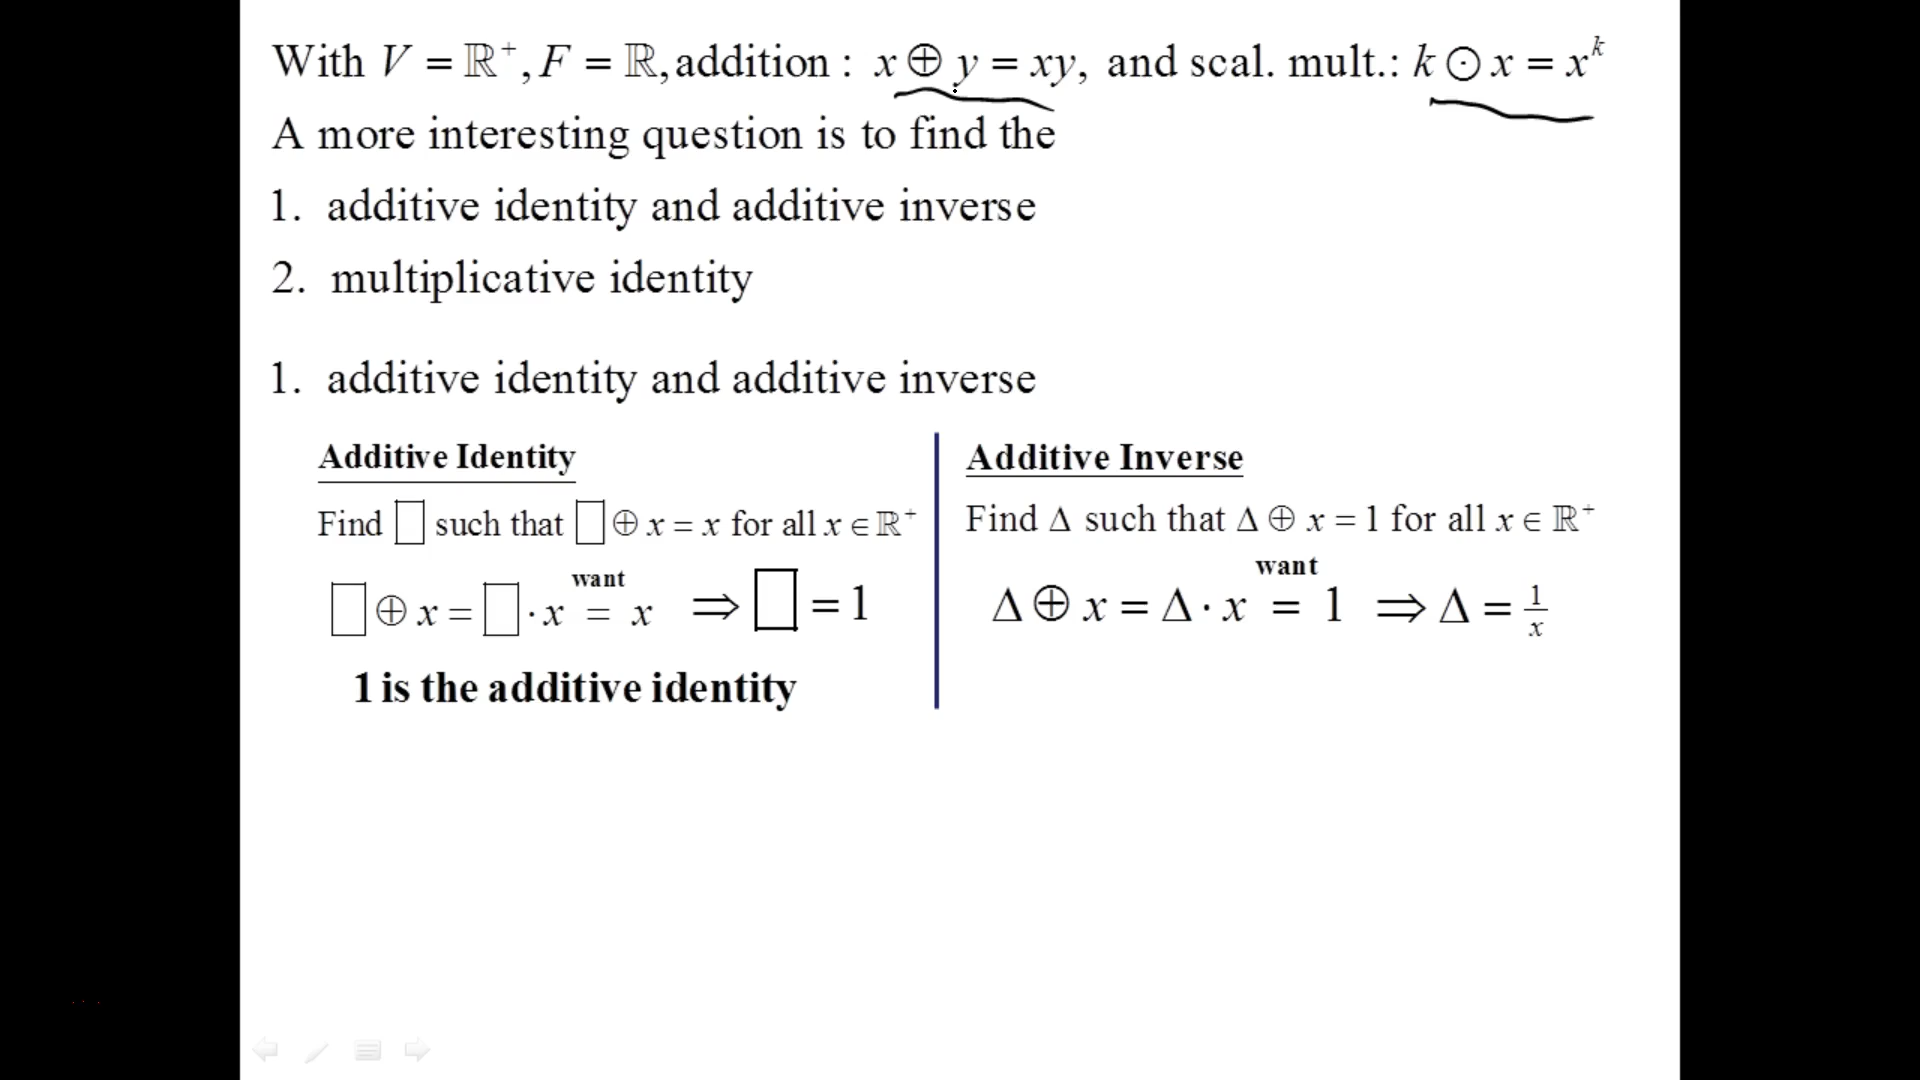 With V = ℝ⁺, F = ℝ, addition : x ⊕ y = xy, and scal. mult.: k ⊙ x = xᵏ
A more interesting question is to find the
1. additive identity and additive inverse
2. multiplicative identity
1. additive identity and additive inverse
Additive Identity
Find □ such that □ ⊕ x = x for all x ∈ ℝ⁺
want
□ ⊕ x = □ · x = x ⇒ □ = 1
1 is the additive identity
Additive Inverse
Find Δ such that Δ ⊕ x = 1 for all x ∈ ℝ⁺
want
Δ ⊕ x = Δ · x = 1 ⇒ Δ = 1/x